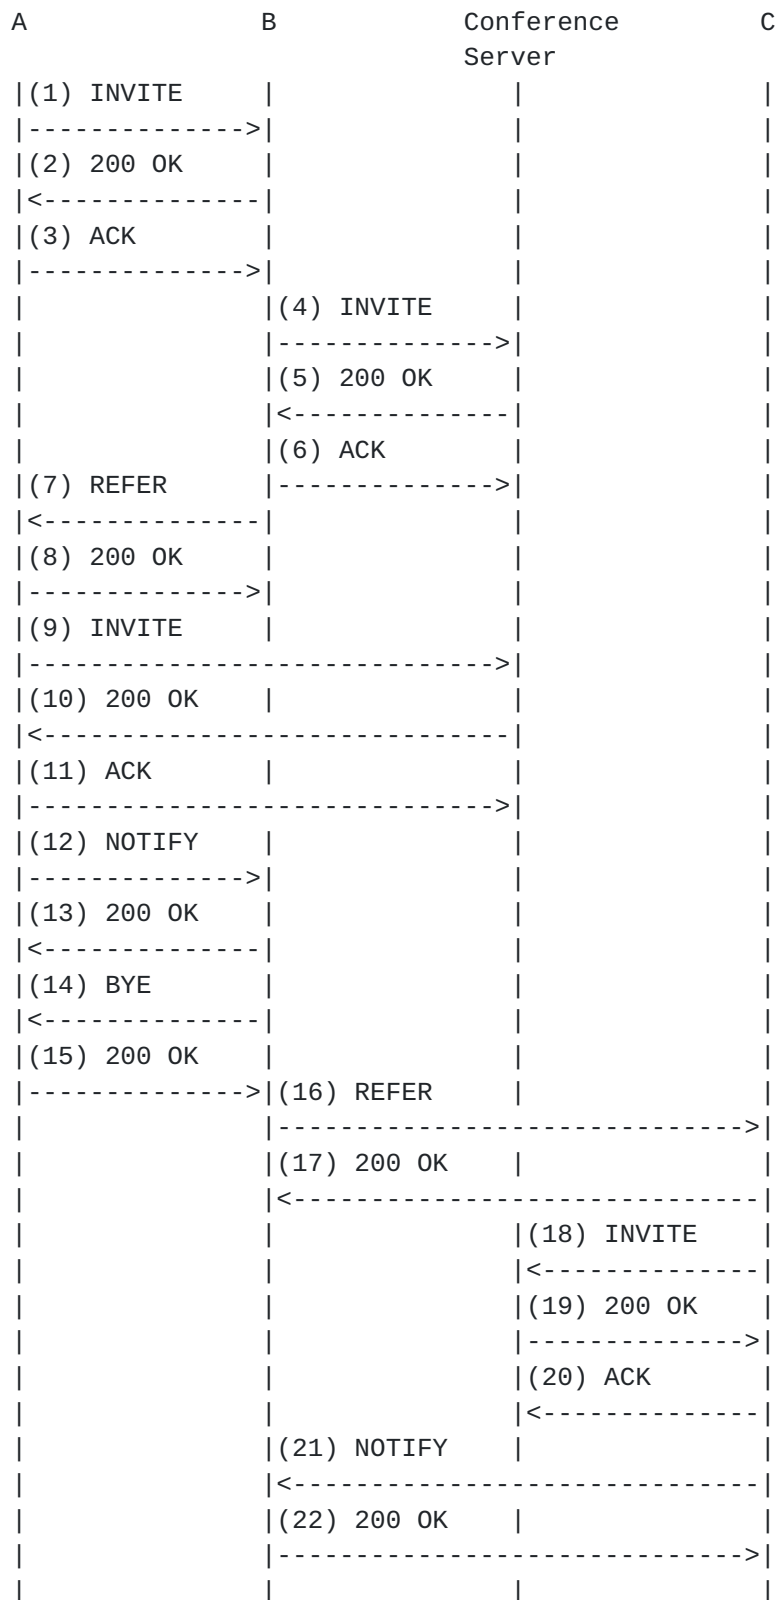 A               B            Conference         C
                             Server
|(1) INVITE     |               |               |
|-------------->|               |               |
|(2) 200 OK     |               |               |
|<--------------|               |               |
|(3) ACK        |               |               |
|-------------->|               |               |
|               |(4) INVITE     |               |
|               |-------------->|               |
|               |(5) 200 OK     |               |
|               |<--------------|               |
|               |(6) ACK        |               |
|(7) REFER      |-------------->|               |
|<--------------|               |               |
|(8) 200 OK     |               |               |
|-------------->|               |               |
|(9) INVITE     |               |               |
|------------------------------>|               |
|(10) 200 OK    |               |               |
|<------------------------------|               |
|(11) ACK       |               |               |
|------------------------------>|               |
|(12) NOTIFY    |               |               |
|-------------->|               |               |
|(13) 200 OK    |               |               |
|<--------------|               |               |
|(14) BYE       |               |               |
|<--------------|               |               |
|(15) 200 OK    |               |               |
|-------------->|(16) REFER     |               |
|               |------------------------------>|
|               |(17) 200 OK    |               |
|               |<------------------------------|
|               |               |(18) INVITE    |
|               |               |<--------------|
|               |               |(19) 200 OK    |
|               |               |-------------->|
|               |               |(20) ACK       |
|               |               |<--------------|
|               |(21) NOTIFY    |               |
|               |<------------------------------|
|               |(22) 200 OK    |               |
|               |------------------------------>|
|               |               |               |